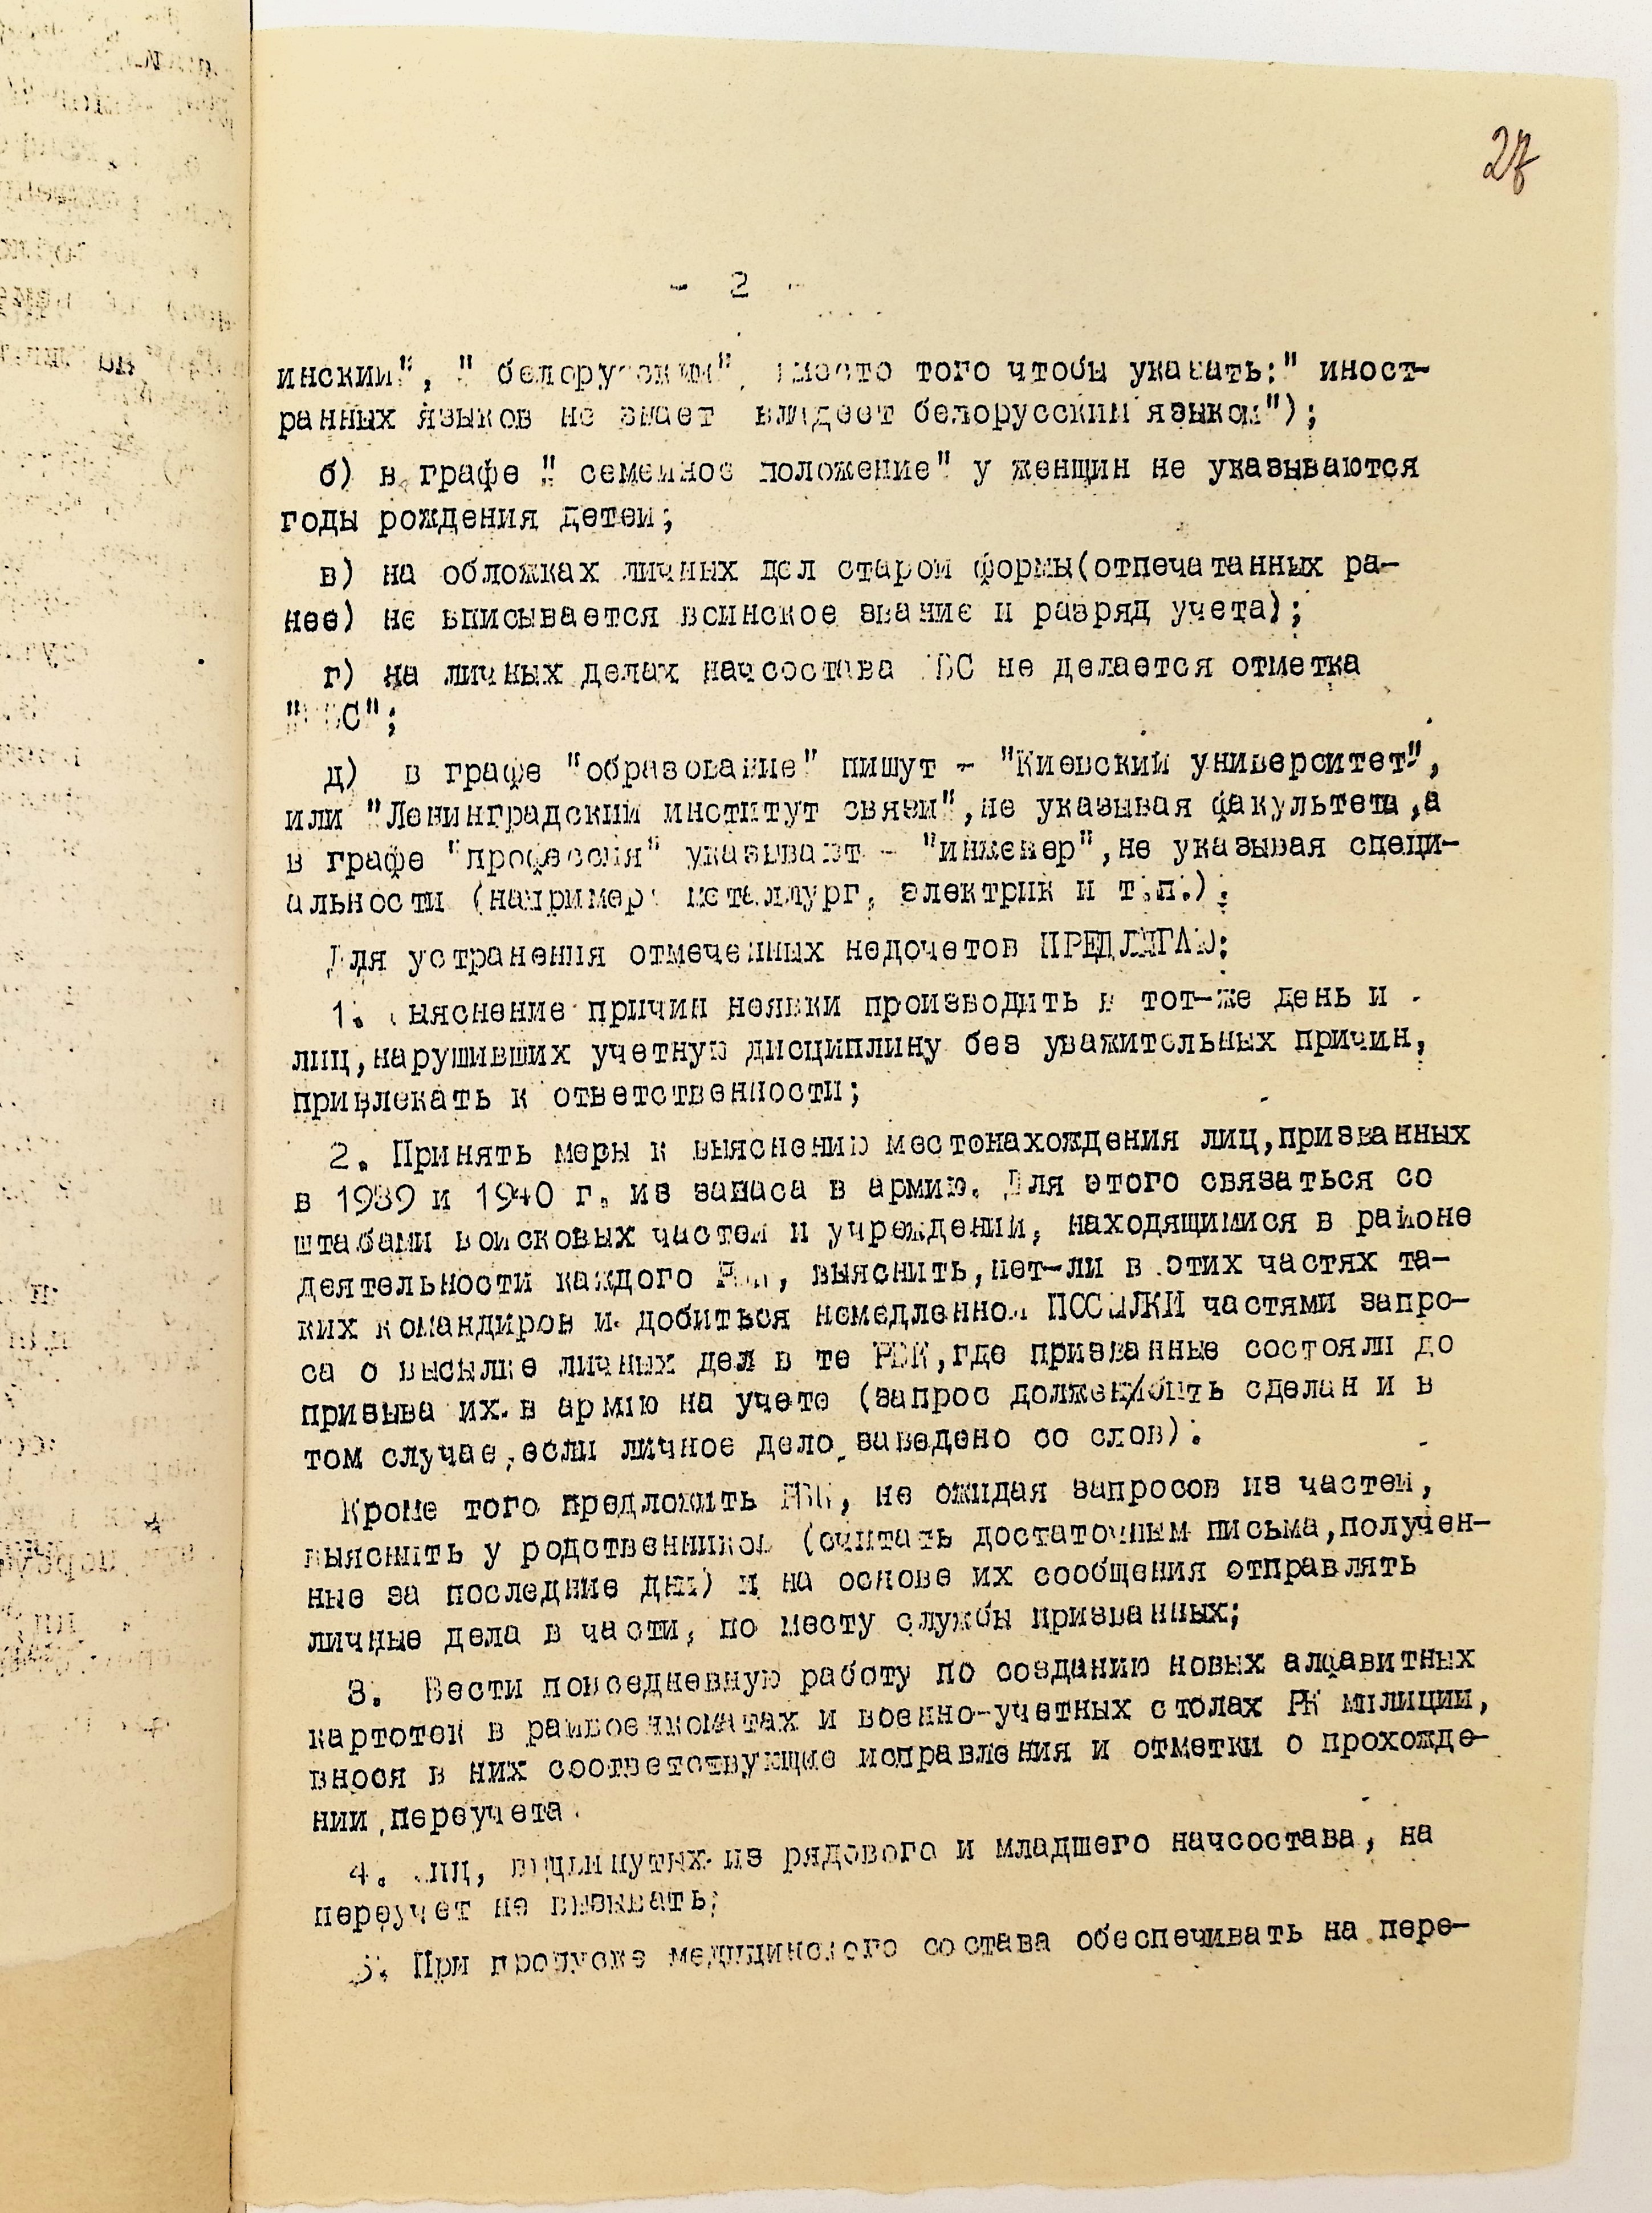 27
- 2 -
инский", " белорусский", вместо того чтобы указать:" иност-
ранных языков не знает владеет белорусский языком");
б) в графе " семейное положение" у женщин не указываются
годы рождения детей;
в) на обложках личных дел старой формы(отпечатанных ра-
нее) не вписывается воинское звание и разряд учета);
г) на личных делах начсостава ВВС не делается отметка
"ВВС";
д) в графе "образование" пишут - "Киевский университет",
или "Ленинградский институт связи",не указывая факультета,а
в графе "профессия" указывают - "инженер",не указывая специ-
альности (например: металлург, электрик и т.п.).
Для устранения отмеченных недочетов ПРЕДЛАГАЮ:
1. Выяснение причин неявки производить в тот-же день и
лиц,нарушивших учетную дисциплину без уважительных причин,
привлекать к ответственности;
2. Принять меры к выяснению местонахождения лиц,призванных
в 1939 и 1940 г. из запаса в армию. Для этого связаться со
штабами войсковых частей и учреждений, находящимися в районе
деятельности каждого РВК, выяснить,нет-ли в этих частях та-
ких командиров и добиться немедленной ПОСЫЛКИ частями запро-
са о высылке личных дел в те РВК,где призванные состояли до
призыва их в армию на учете (запрос должен/быть сделан и в
том случае,если личное дело заведено со слов).
Кроме того предложить РВК, не ожидая запросов из частей,
выяснить у родственников (считать достаточным письма,получен-
ные за последние дни) и на основе их сообщения отправлять
личные дела в части, по месту службы призванных;
3. Вести повседневную работу по созданию новых алфавитных
картотек в райвоенкоматах и военно-учетных столах РК милиции,
внося в них соответствующие исправления и отметки о прохожде-
нии переучета.
4. Лиц, выдвинутых из рядового и младшего начсостава, на
переучет не вызывать;
5. При пропуске медицинского состава обеспечивать на пере-